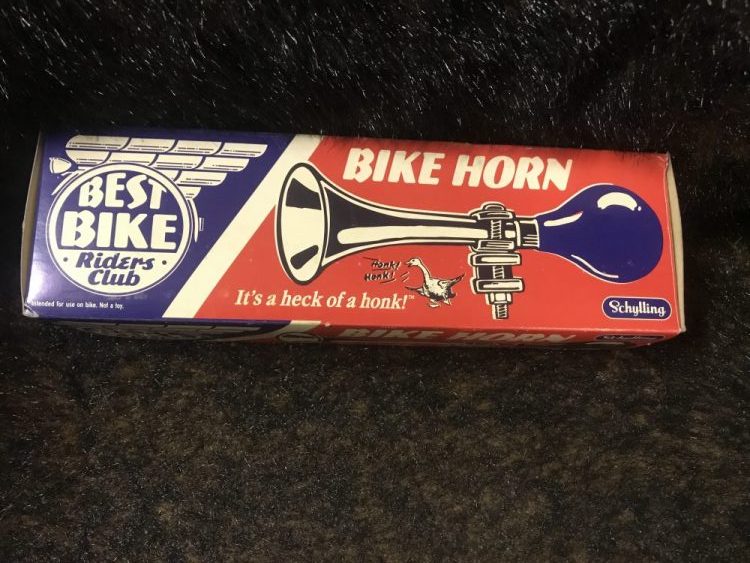 BEST
BIKE
Riders
Club
Intended for use on bike. Not a toy.
BIKE HORN
Honk!
Honk!
It's a heck of a honk!™
Schylling
BIKE HORN